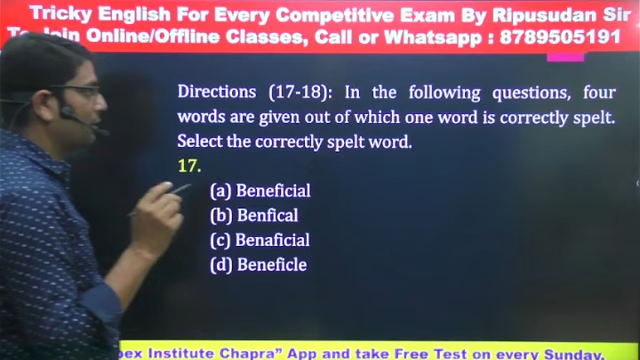 Tricky English For Every Competitive Exam By Ripusudan Sir
To Join Online/Offline Classes, Call or Whatsapp : 8789505191
Directions (17-18): In the following questions, four
words are given out of which one word is correctly spelt.
Select the correctly spelt word.
17.
(a) Beneficial
(b) Benfical
(c) Benaficial
(d) Beneficle
Institute Chapra" App and take Free Test on every Sunday.